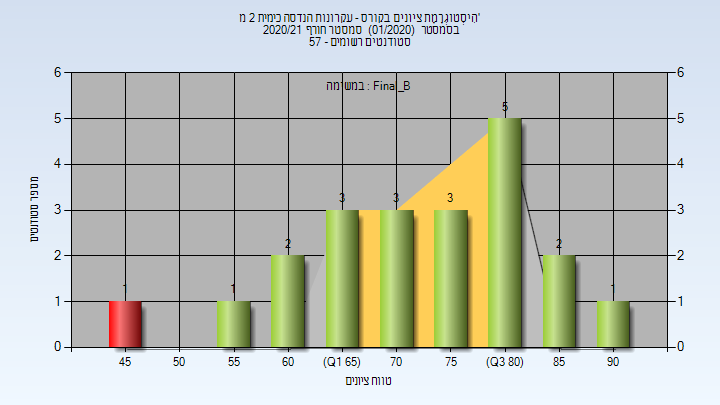 היסטוגרמת ציונים בקורס - עקרונות הנדסה כימית 2 מ'
בסמסטר (01/2020) סמסטר חורף 2020/21
סטודנטים רשומים - 57
במשימה : Final_B
מספר סטודנטים
6 6
5 5
4 4
3 3
2 2
1 1
0 0
1 1 2 3 3 3 5 2 1
45 50 55 60 (Q1 65) 70 75 (Q3 80) 85 90
טווח ציונים